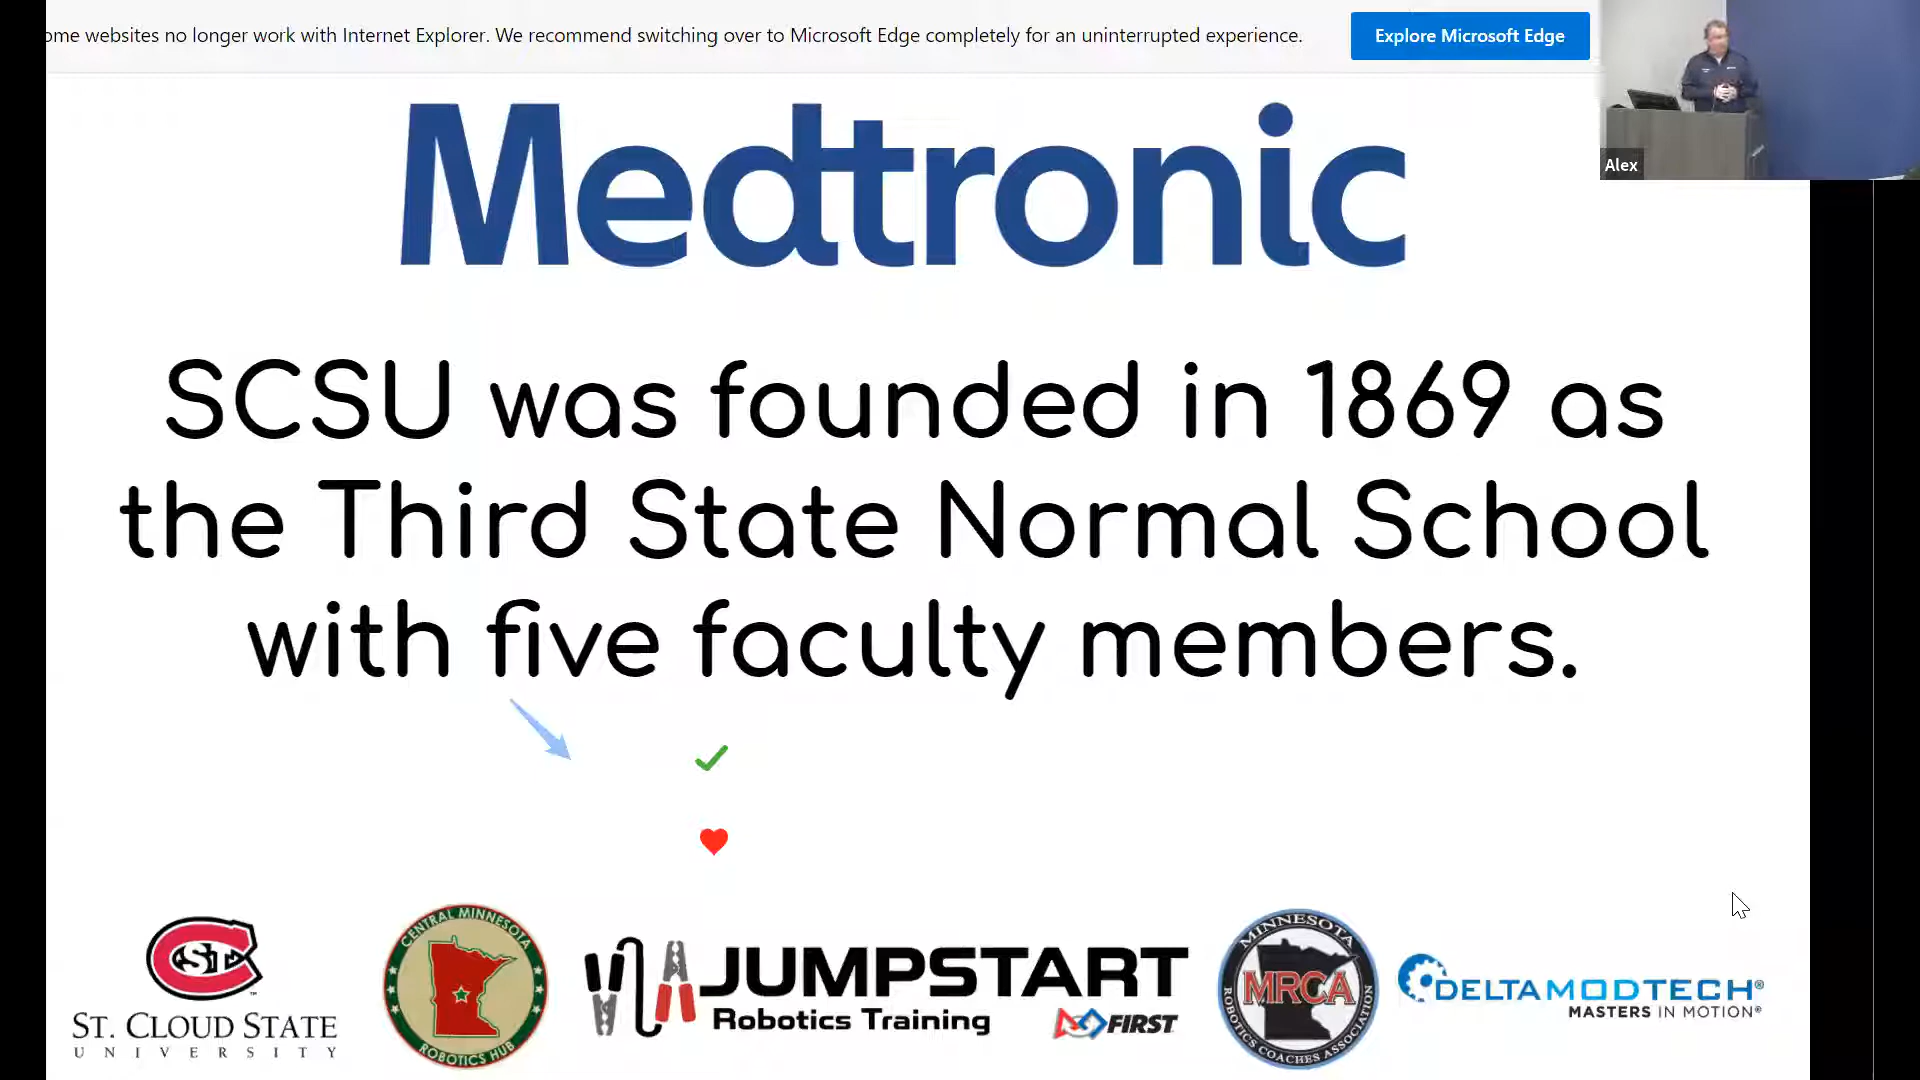 ome websites no longer work with Internet Explorer. We recommend switching over to Microsoft Edge completely for an uninterrupted experience.
Explore Microsoft Edge
Alex
Medtronic
SCSU was founded in 1869 as
the Third State Normal School
with five faculty members.
ST. CLOUD STATE
UNIVERSITY
CENTRAL MINNESOTA
ROBOTICS HUB
JUMPSTART
Robotics Training
FIRST
MINNESOTA
MRCA
ROBOTICS COACHES ASSOCIATION
DELTAMODTECH®
MASTERS IN MOTION®